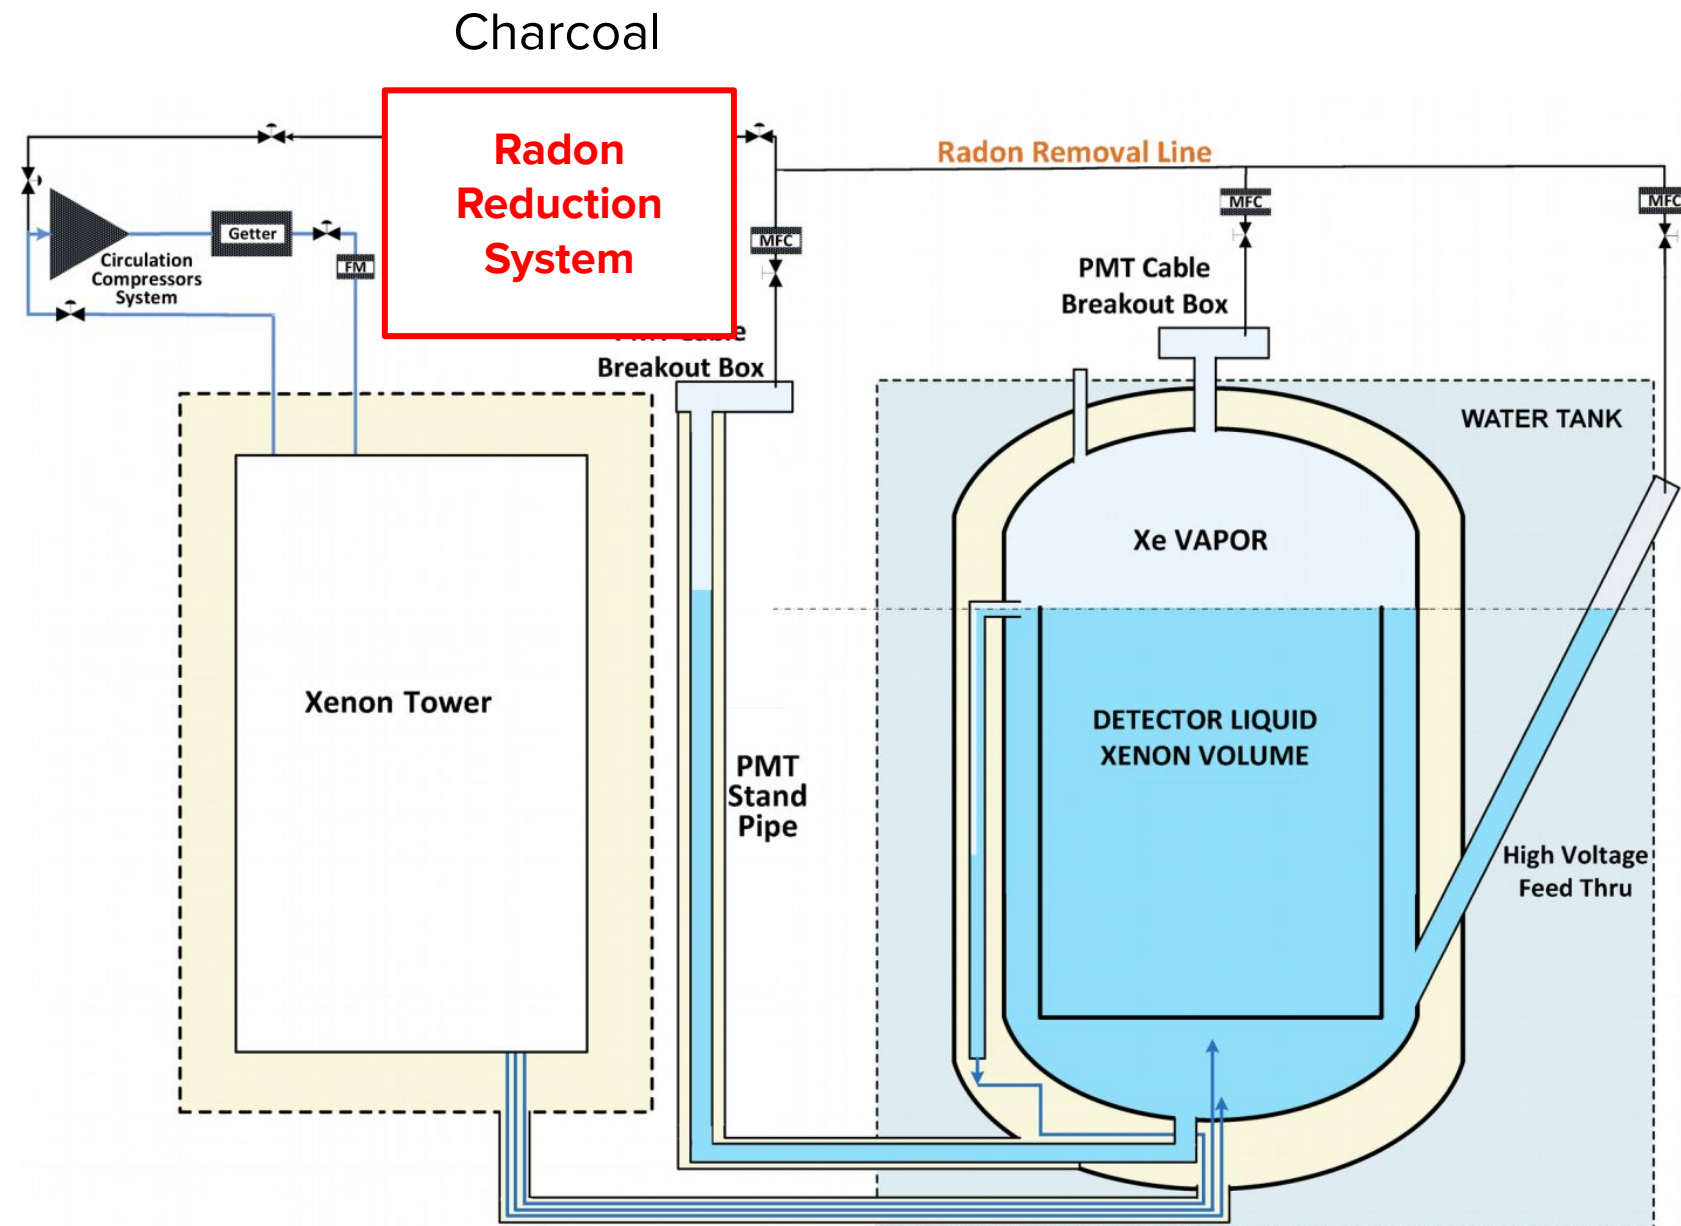 Charcoal
Radon
Reduction
System
Radon Removal Line
MFC
MFC
MFC
Getter
FM
Circulation
Compressors
System
PMT Cable
Breakout Box
Breakout Box
WATER TANK
Xe VAPOR
Xenon Tower
DETECTOR LIQUID
XENON VOLUME
PMT
Stand
Pipe
High Voltage
Feed Thru